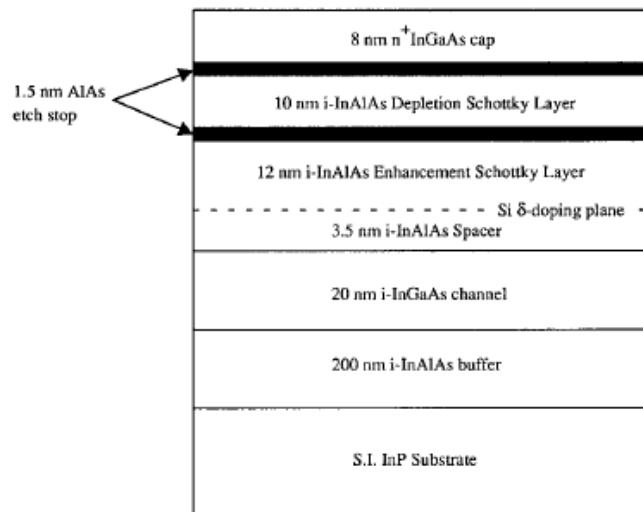 8 nm n⁺InGaAs cap
1.5 nm AlAs
etch stop
10 nm i-InAlAs Depletion Schottky Layer
12 nm i-InAlAs Enhancement Schottky Layer
Si δ-doping plane
3.5 nm i-InAlAs Spacer
20 nm i-InGaAs channel
200 nm i-InAlAs buffer
S.I. InP Substrate